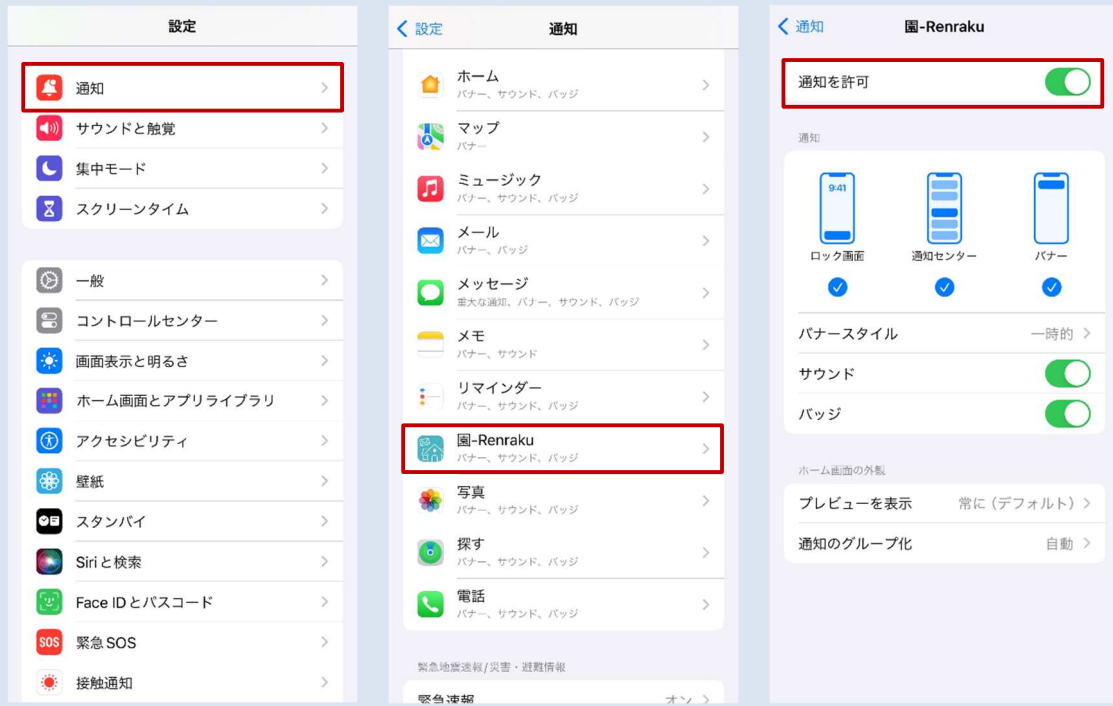 設定
通知
サウンドと触覚
集中モード
スクリーンタイム
一般
コントロールセンター
画面表示と明るさ
ホーム画面とアプリライブラリ
アクセシビリティ
壁紙
スタンバイ
Siriと検索
Face IDとパスコード
SOS
緊急SOS
接触通知
設定
通知
ホーム
バナー、サウンド、バッジ
マップ
バナー
ミュージック
バナー、サウンド、バッジ
メール
バナー、バッジ
メッセージ
重大な通知、バナー、サウンド、バッジ
メモ
バナー、サウンド
リマインダー
バナー、サウンド、バッジ
園-Renraku
バナー、サウンド、バッジ
写真
バナー、サウンド、バッジ
探す
バナー、サウンド、バッジ
電話
バナー、サウンド、バッジ
緊急地震速報/災害・避難情報
緊急速報 オン
通知
園-Renraku
通知を許可
通知
9:41
ロック画面 通知センター バナー
バナースタイル 一時的
サウンド
バッジ
ホーム画面の外観
プレビューを表示 常に(デフォルト)
通知のグループ化 自動